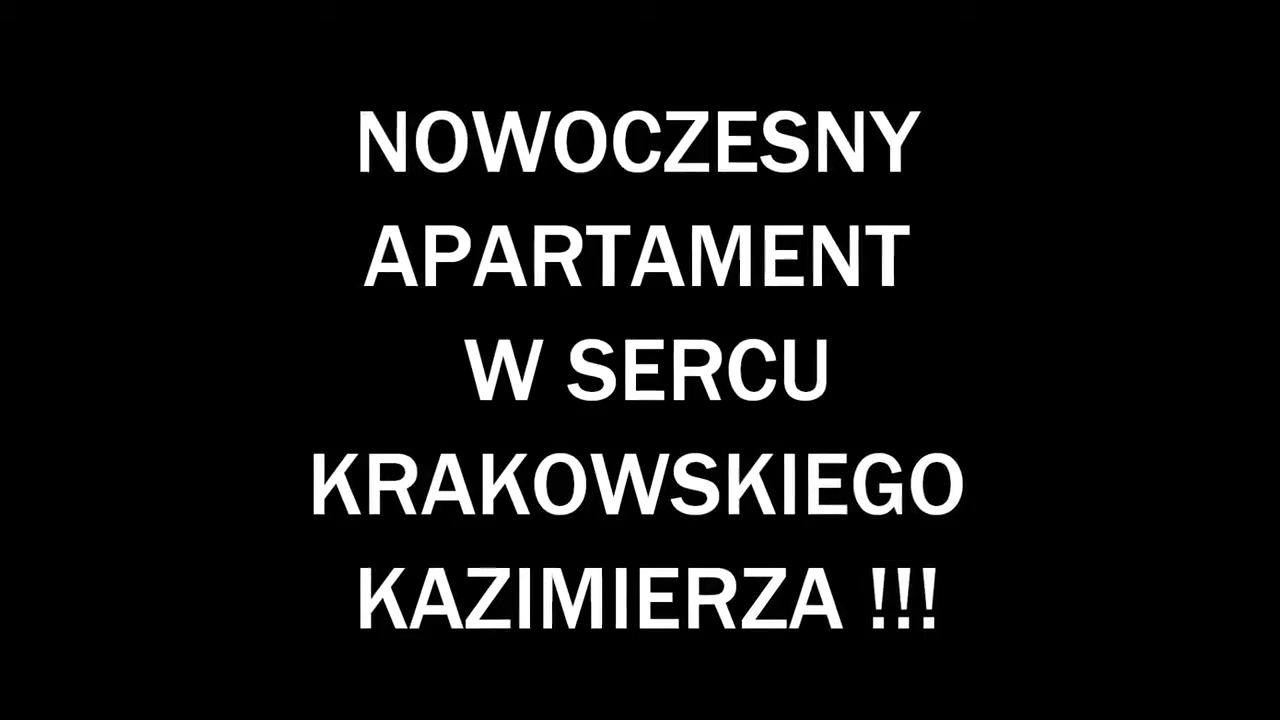 NOWOCZESNY
APARTAMENT
W SERCU
KRAKOWSKIEGO
KAZIMIERZA !!!